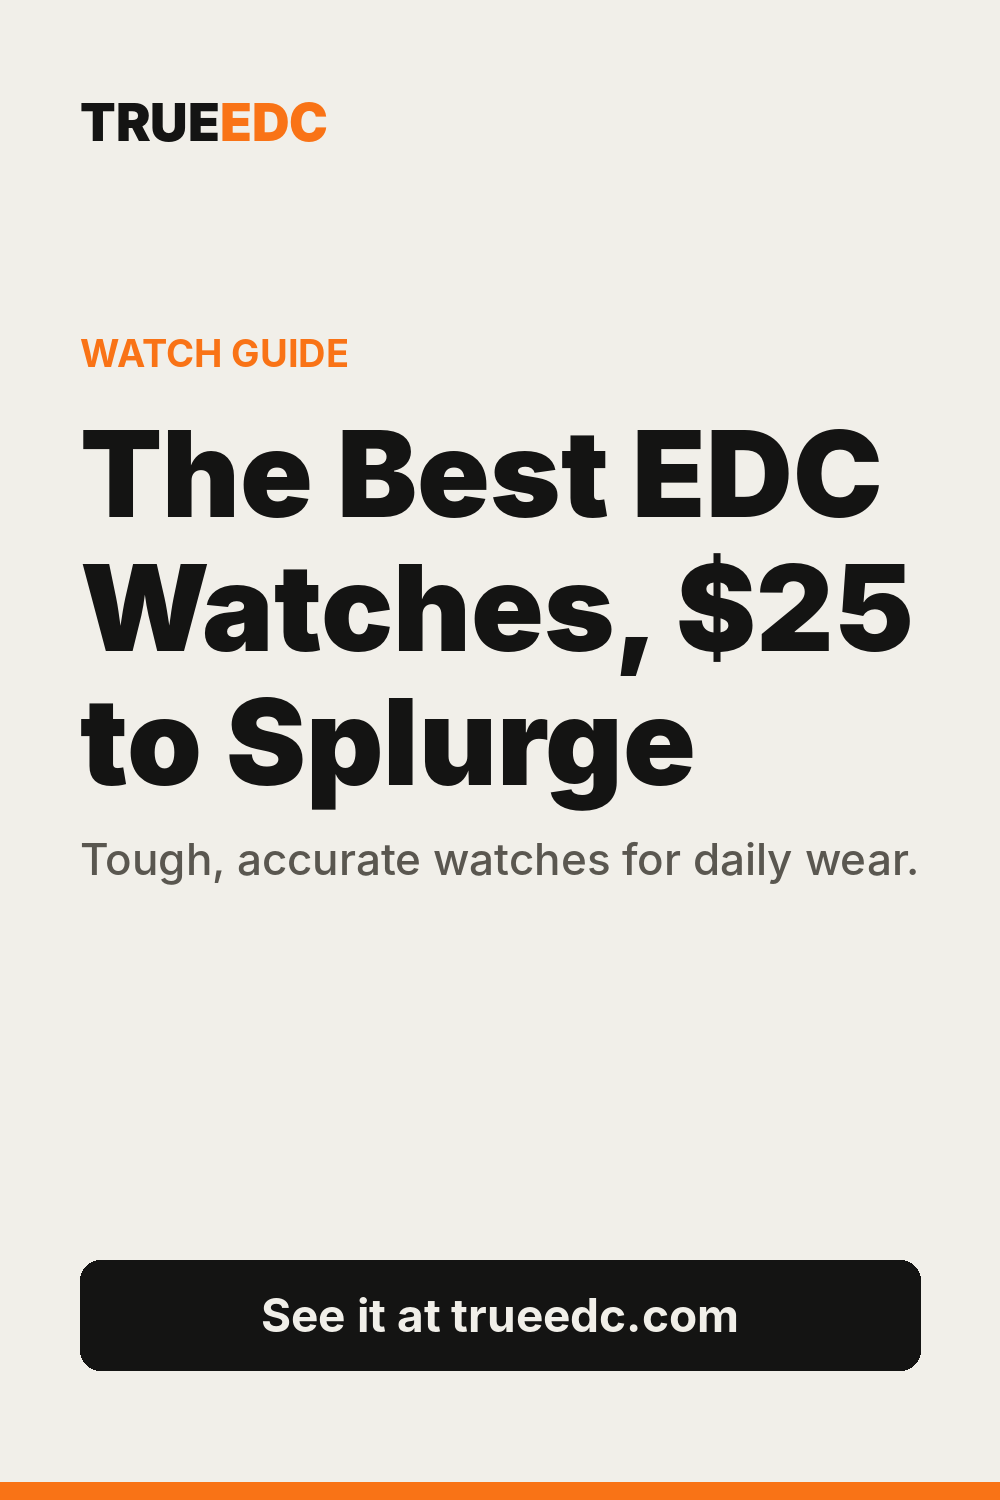 TRUEEDC
WATCH GUIDE
The Best EDC
Watches, $25
to Splurge
Tough, accurate watches for daily wear.
See it at trueedc.com